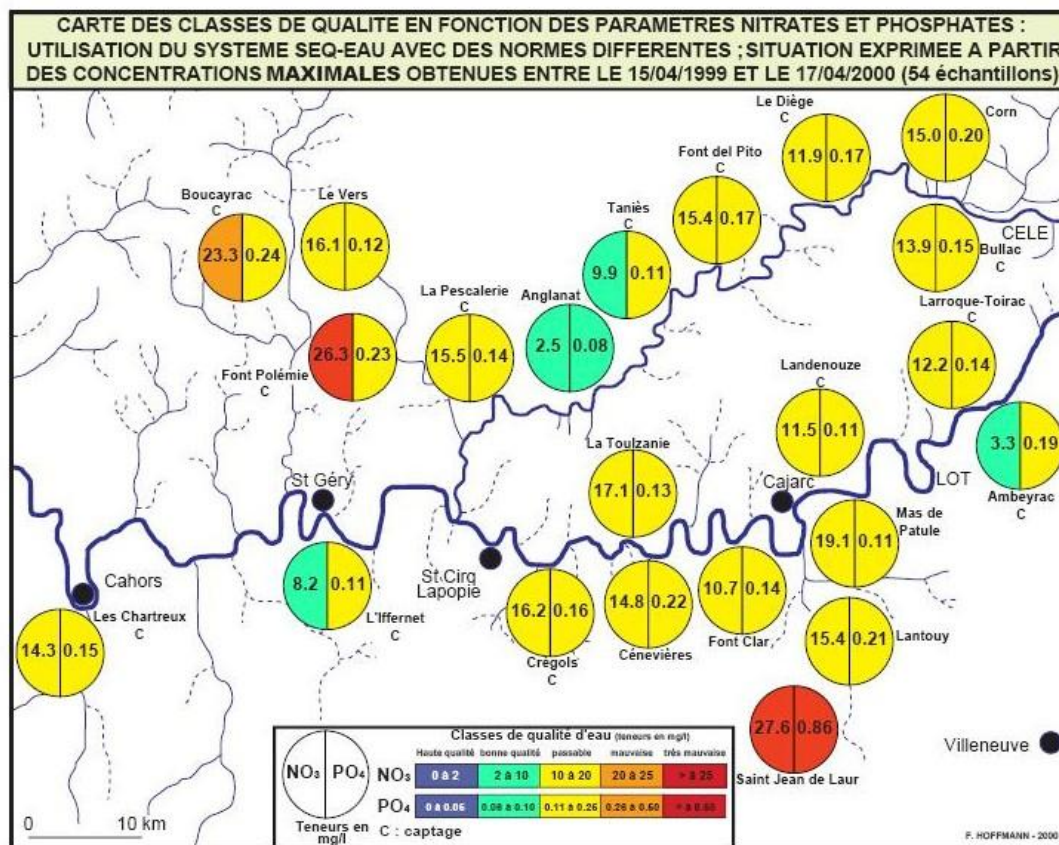 CARTE DES CLASSES DE QUALITE EN FONCTION DES PARAMETRES NITRATES ET PHOSPHATES :
UTILISATION DU SYSTEME SEQ-EAU AVEC DES NORMES DIFFERENTES ; SITUATION EXPRIMEE A PARTIR
DES CONCENTRATIONS MAXIMALES OBTENUES ENTRE LE 15/04/1999 ET LE 17/04/2000 (54 échantillons)
Le Diège
C
11.9 0.17
Corn
15.0 0.20
Font del Pito
C
15.4 0.17
Boucayrac
C
23.3 0.24
Le Vers
16.1 0.12
Taniès
C
9.9 0.11
CELE
13.9 0.15
Bullac
C
La Pescalerie
C
15.5 0.14
Anglanat
2.5 0.08
Larroque-Toirac
C
12.2 0.14
26.3 0.23
Font Polémie
C
Landenouze
C
11.5 0.11
3.3 0.19
Ambeyrac
C
La Toulzanie
17.1 0.13
St Géry
Cajarc
LOT
Mas de
Patule
19.1 0.11
Cahors
Les Chartreux
C
14.3 0.15
8.2 0.11
L'Iffernet
C
St Cirq
Lapopie
16.2 0.16
Crégols
C
14.8 0.22
Cénevières
10.7 0.14
Font Clar
15.4 0.21
Lantouy
27.6 0.86
Saint Jean de Laur
Villeneuve
Classes de qualité d'eau (teneurs en mg/l)
Haute qualité bonne qualité passable mauvaise très mauvaise
NO₃ PO₄
NO₃ 0 à 2 2 à 10 10 à 20 20 à 25 > à 25
PO₄ 0 à 0.05 0.06 à 0.10 0.11 à 0.25 0.26 à 0.50 > à 0.50
Teneurs en
mg/l
C : captage
0 10 km
F. HOFFMANN - 2000